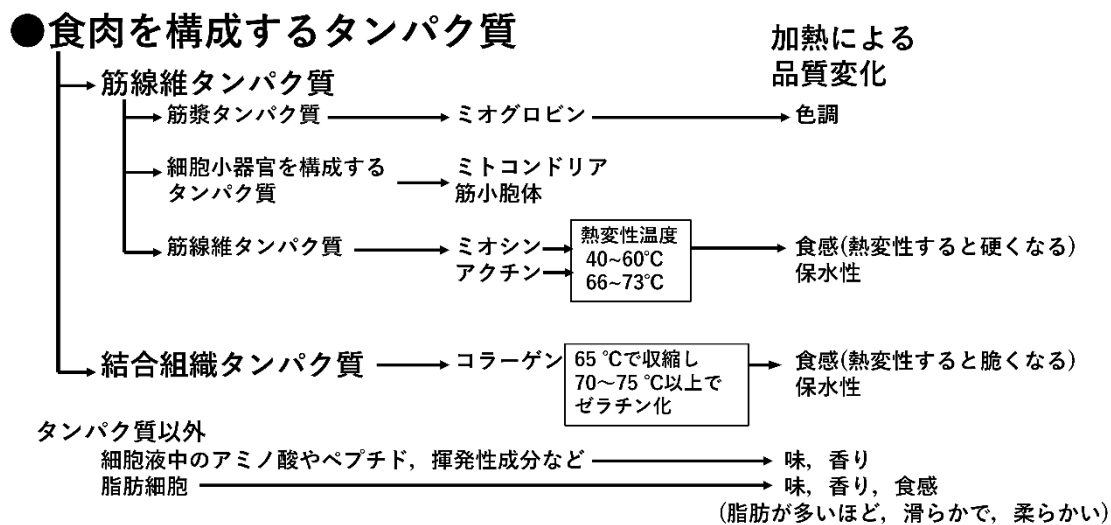 ●食肉を構成するタンパク質
加熱による
品質変化
筋線維タンパク質
筋漿タンパク質 ミオグロビン 色調
細胞小器官を構成する
タンパク質
ミトコンドリア
筋小胞体
筋線維タンパク質 ミオシン
アクチン
熱変性温度
40~60℃
66~73℃
食感(熱変性すると硬くなる)
保水性
結合組織タンパク質 コラーゲン
65 ℃で収縮し
70～75 ℃以上で
ゼラチン化
食感(熱変性すると脆くなる)
保水性
タンパク質以外
細胞液中のアミノ酸やペプチド，揮発性成分など 味，香り
脂肪細胞 味，香り，食感
(脂肪が多いほど，滑らかで，柔らかい)